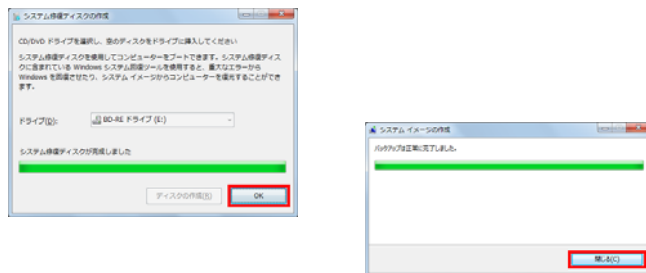 システム修復ディスクの作成
CD/DVD ドライブを選択し、空のディスクをドライブに挿入してください
システム修復ディスクを使用してコンピューターをブートできます。システム修復ディス
クに含まれている Windows システム回復ツールを使用すると、重大なエラーから
Windows を回復させたり、システム イメージからコンピューターを復元することができ
ます。
ドライブ(D):
BD-RE ドライブ (E:)
システム修復ディスクが完成しました
ディスクの作成(R)
OK
システム イメージの作成
バックアップは正常に完了しました。
閉じる(C)